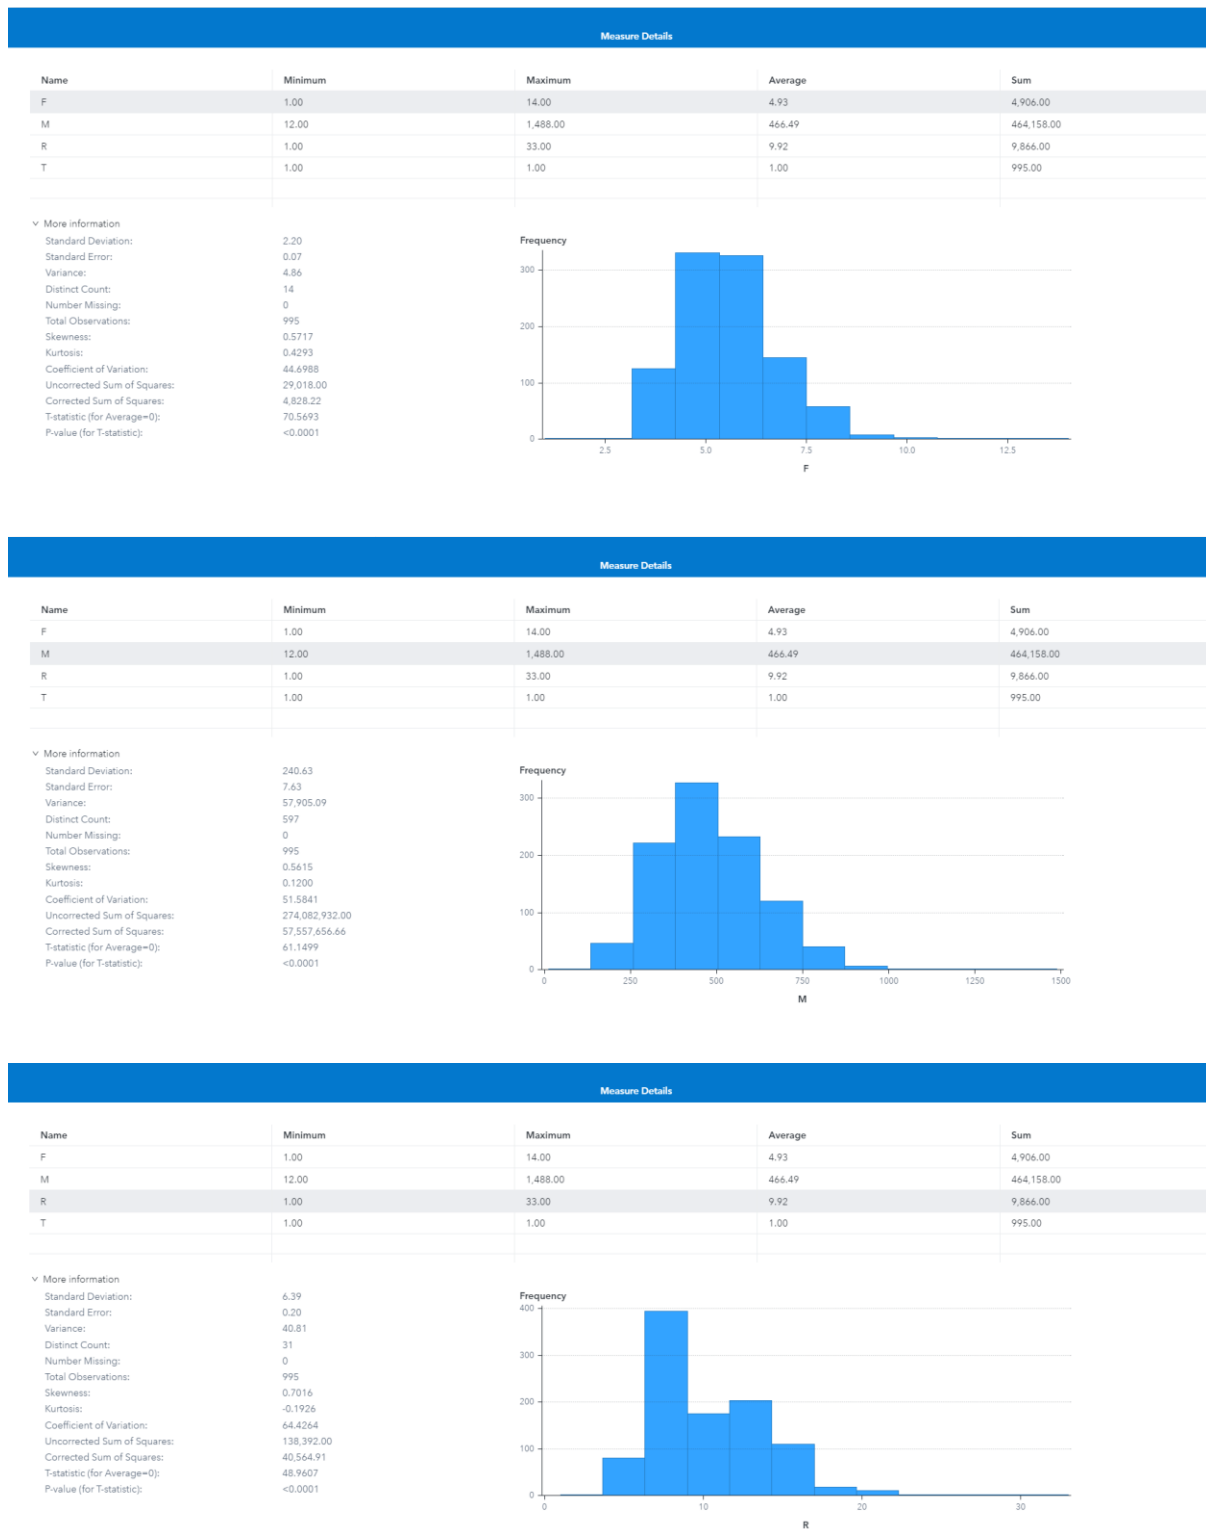 Measure Details
Name Minimum Maximum Average Sum
F 1.00 14.00 4.93 4,906.00
M 12.00 1,488.00 466.49 464,158.00
R 1.00 33.00 9.92 9,866.00
T 1.00 1.00 1.00 995.00
More information
Standard Deviation: 2.20
Standard Error: 0.07
Variance: 4.86
Distinct Count: 14
Number Missing: 0
Total Observations: 995
Skewness: 0.5717
Kurtosis: 0.4293
Coefficient of Variation: 44.6988
Uncorrected Sum of Squares: 29,018.00
Corrected Sum of Squares: 4,828.22
T-statistic (for Average=0): 70.5693
P-value (for T-statistic): <0.0001
Frequency
300
200
100
0
2.5 5.0 7.5 10.0 12.5
F
Measure Details
Name Minimum Maximum Average Sum
F 1.00 14.00 4.93 4,906.00
M 12.00 1,488.00 466.49 464,158.00
R 1.00 33.00 9.92 9,866.00
T 1.00 1.00 1.00 995.00
More information
Standard Deviation: 240.63
Standard Error: 7.63
Variance: 57,905.09
Distinct Count: 597
Number Missing: 0
Total Observations: 995
Skewness: 0.5615
Kurtosis: 0.1200
Coefficient of Variation: 51.5841
Uncorrected Sum of Squares: 274,082,932.00
Corrected Sum of Squares: 57,557,656.66
T-statistic (for Average=0): 61.1499
P-value (for T-statistic): <0.0001
Frequency
300
200
100
0
0 250 500 750 1000 1250 1500
M
Measure Details
Name Minimum Maximum Average Sum
F 1.00 14.00 4.93 4,906.00
M 12.00 1,488.00 466.49 464,158.00
R 1.00 33.00 9.92 9,866.00
T 1.00 1.00 1.00 995.00
More information
Standard Deviation: 6.39
Standard Error: 0.20
Variance: 40.81
Distinct Count: 31
Number Missing: 0
Total Observations: 995
Skewness: 0.7016
Kurtosis: -0.1926
Coefficient of Variation: 64.4264
Uncorrected Sum of Squares: 138,392.00
Corrected Sum of Squares: 40,564.91
T-statistic (for Average=0): 48.9607
P-value (for T-statistic): <0.0001
Frequency
400
300
200
100
0
0 10 20 30
R